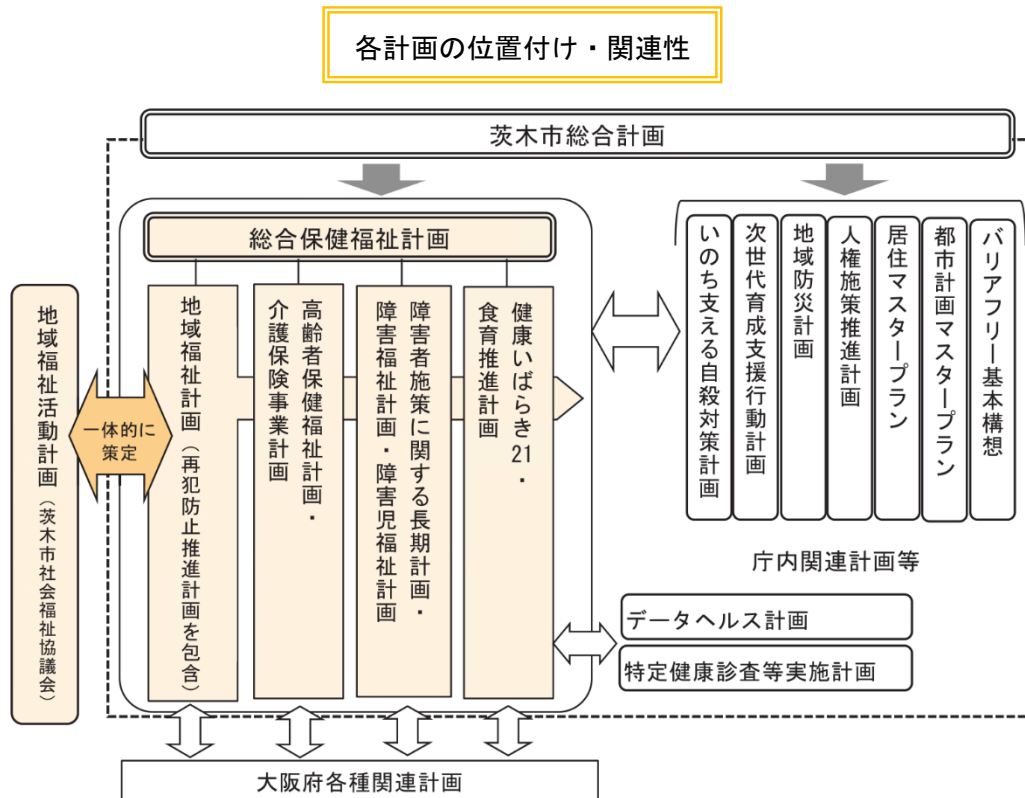 各計画の位置付け・関連性
茨木市総合計画
総合保健福祉計画
地域福祉活動計画（茨木市社会福祉協議会）
一体的に
策定
地域福祉計画（再犯防止推進計画を包含）
高齢者保健福祉計画・
介護保険事業計画
障害者施策に関する長期計画・
障害福祉計画・障害児福祉計画
健康いばらき21・
食育推進計画
いのち支える自殺対策計画
次世代育成支援行動計画
地域防災計画
人権施策推進計画
居住マスタープラン
都市計画マスタープラン
バリアフリー基本構想
庁内関連計画等
データヘルス計画
特定健康診査等実施計画
大阪府各種関連計画